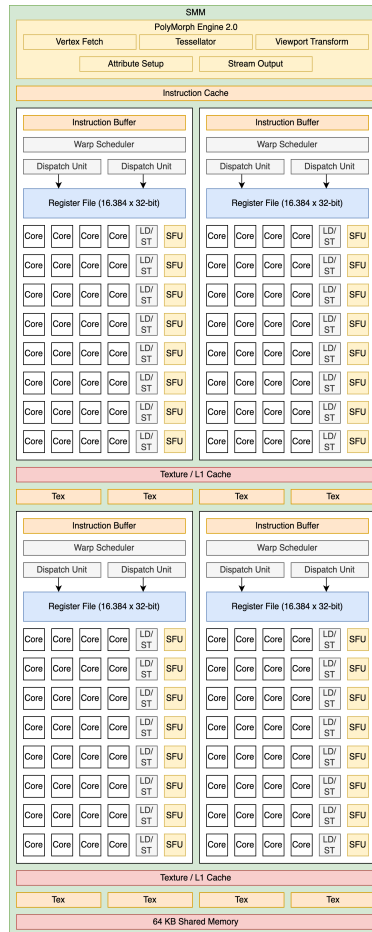 SMM
PolyMorph Engine 2.0
Vertex Fetch Tessellator Viewport Transform
Attribute Setup Stream Output
Instruction Cache
Instruction Buffer Instruction Buffer
Warp Scheduler Warp Scheduler
Dispatch Unit Dispatch Unit Dispatch Unit Dispatch Unit
Register File (16.384 x 32-bit) Register File (16.384 x 32-bit)
Core Core Core Core LD/ST SFU Core Core Core Core LD/ST SFU
Core Core Core Core LD/ST SFU Core Core Core Core LD/ST SFU
Core Core Core Core LD/ST SFU Core Core Core Core LD/ST SFU
Core Core Core Core LD/ST SFU Core Core Core Core LD/ST SFU
Core Core Core Core LD/ST SFU Core Core Core Core LD/ST SFU
Core Core Core Core LD/ST SFU Core Core Core Core LD/ST SFU
Core Core Core Core LD/ST SFU Core Core Core Core LD/ST SFU
Core Core Core Core LD/ST SFU Core Core Core Core LD/ST SFU
Texture / L1 Cache
Tex Tex Tex Tex
Instruction Buffer Instruction Buffer
Warp Scheduler Warp Scheduler
Dispatch Unit Dispatch Unit Dispatch Unit Dispatch Unit
Register File (16.384 x 32-bit) Register File (16.384 x 32-bit)
Core Core Core Core LD/ST SFU Core Core Core Core LD/ST SFU
Core Core Core Core LD/ST SFU Core Core Core Core LD/ST SFU
Core Core Core Core LD/ST SFU Core Core Core Core LD/ST SFU
Core Core Core Core LD/ST SFU Core Core Core Core LD/ST SFU
Core Core Core Core LD/ST SFU Core Core Core Core LD/ST SFU
Core Core Core Core LD/ST SFU Core Core Core Core LD/ST SFU
Core Core Core Core LD/ST SFU Core Core Core Core LD/ST SFU
Core Core Core Core LD/ST SFU Core Core Core Core LD/ST SFU
Texture / L1 Cache
Tex Tex Tex Tex
64 KB Shared Memory